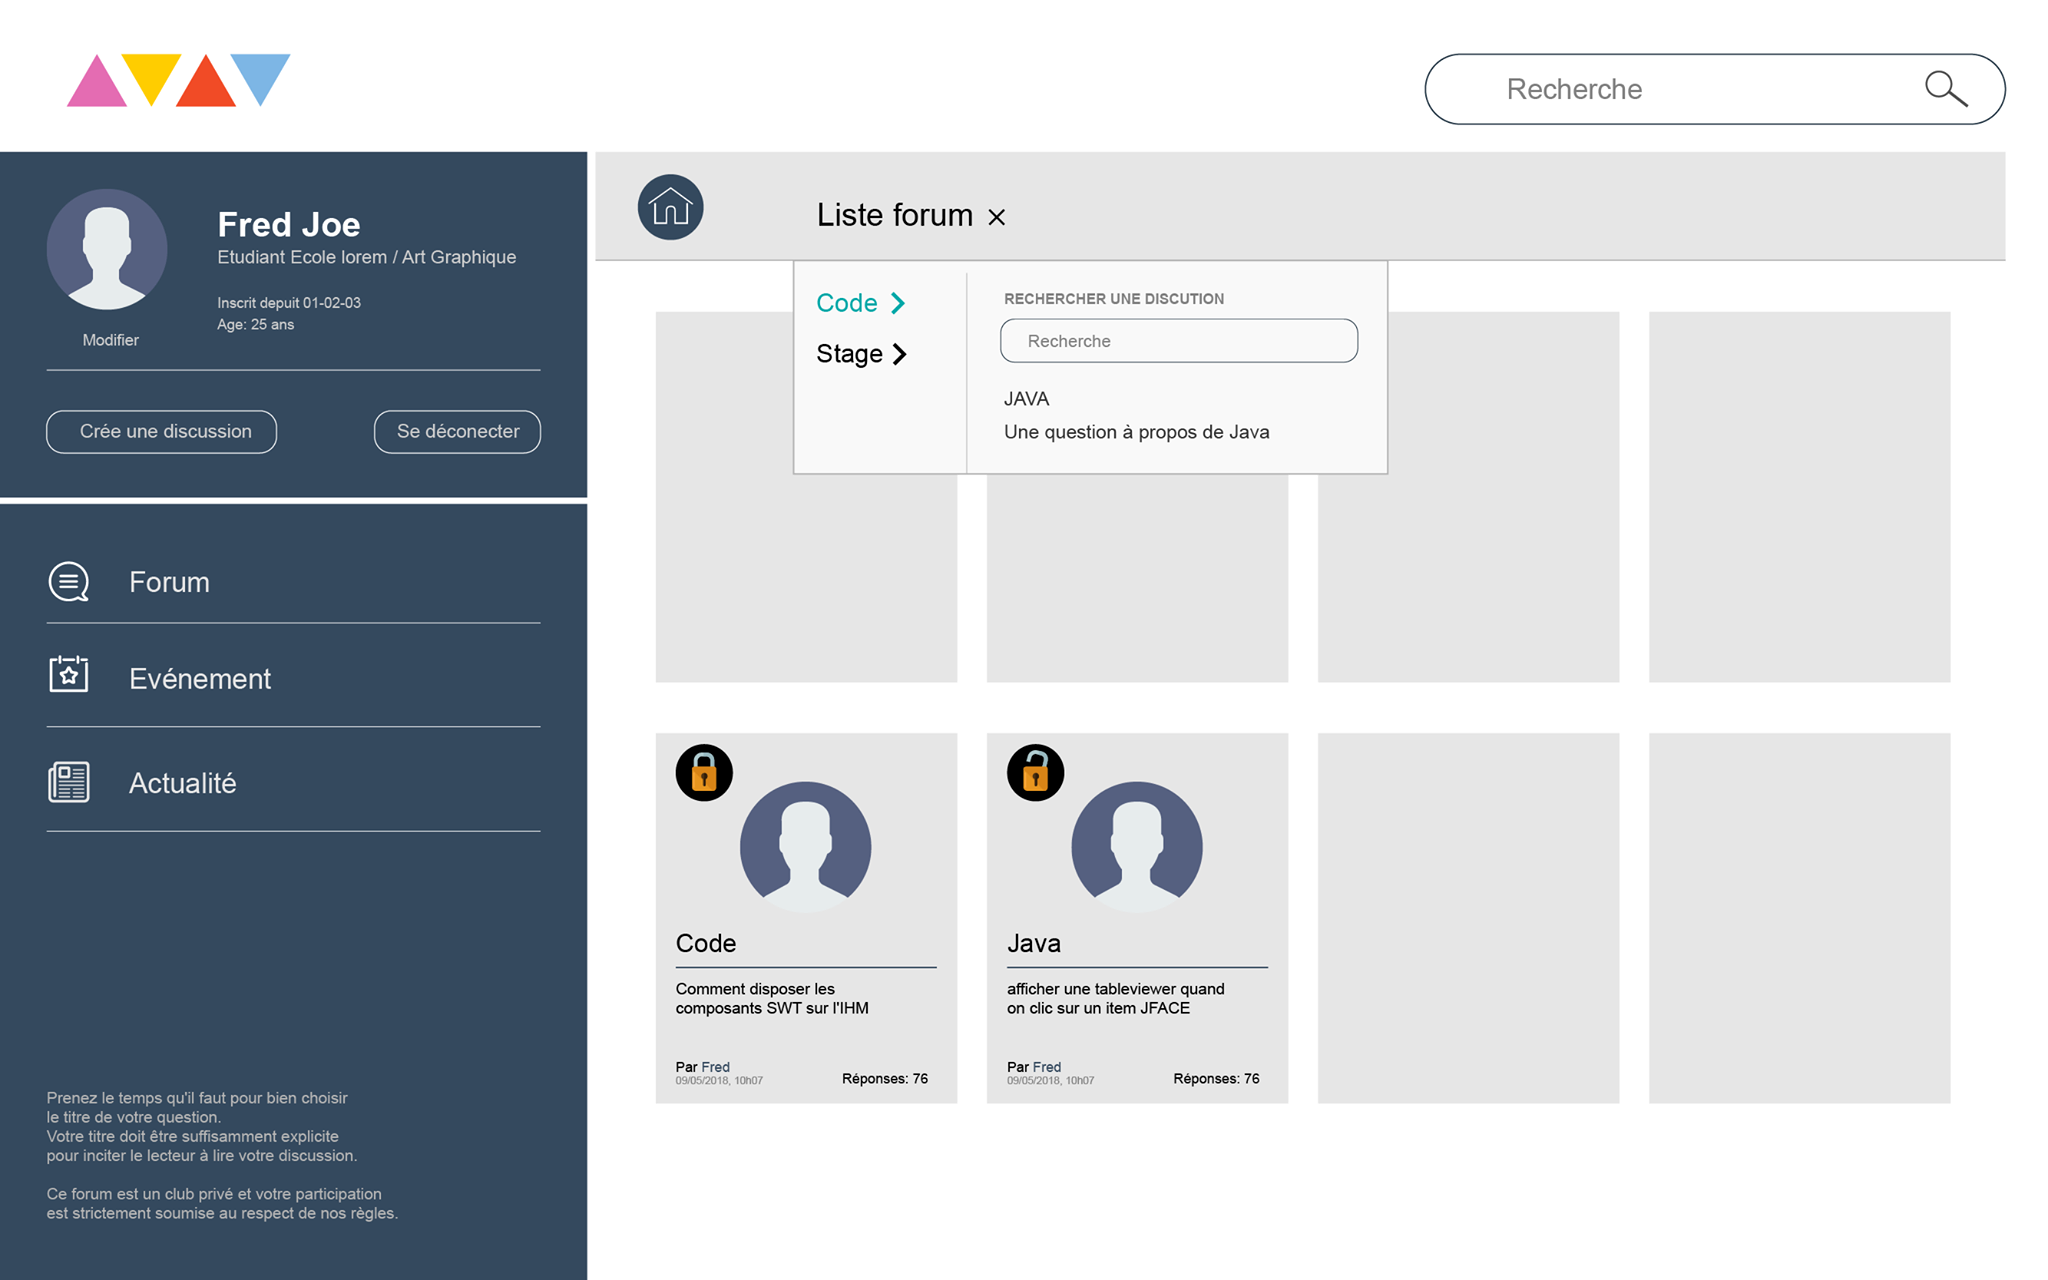 Recherche
Fred Joe
Etudiant Ecole lorem / Art Graphique
Inscrit depuis 01-02-03
Age: 25 ans
Modifier
Crée une discussion
Se déconecter
Forum
Evénement
Actualité
Prenez le temps qu'il faut pour bien choisir
le titre de votre question.
Votre titre doit être suffisamment explicite
pour inciter le lecteur à lire votre discussion.
Ce forum est un club privé et votre participation
est strictement soumise au respect de nos règles.
Liste forum ×
Code
Stage
RECHERCHER UNE DISCUTION
Recherche
JAVA
Une question à propos de Java
Code
Comment disposer les
composants SWT sur l'IHM
Par Fred
09/05/2018, 10h07
Réponses: 76
Java
afficher une tableviewer quand
on clic sur un item JFACE
Par Fred
09/05/2018, 10h07
Réponses: 76